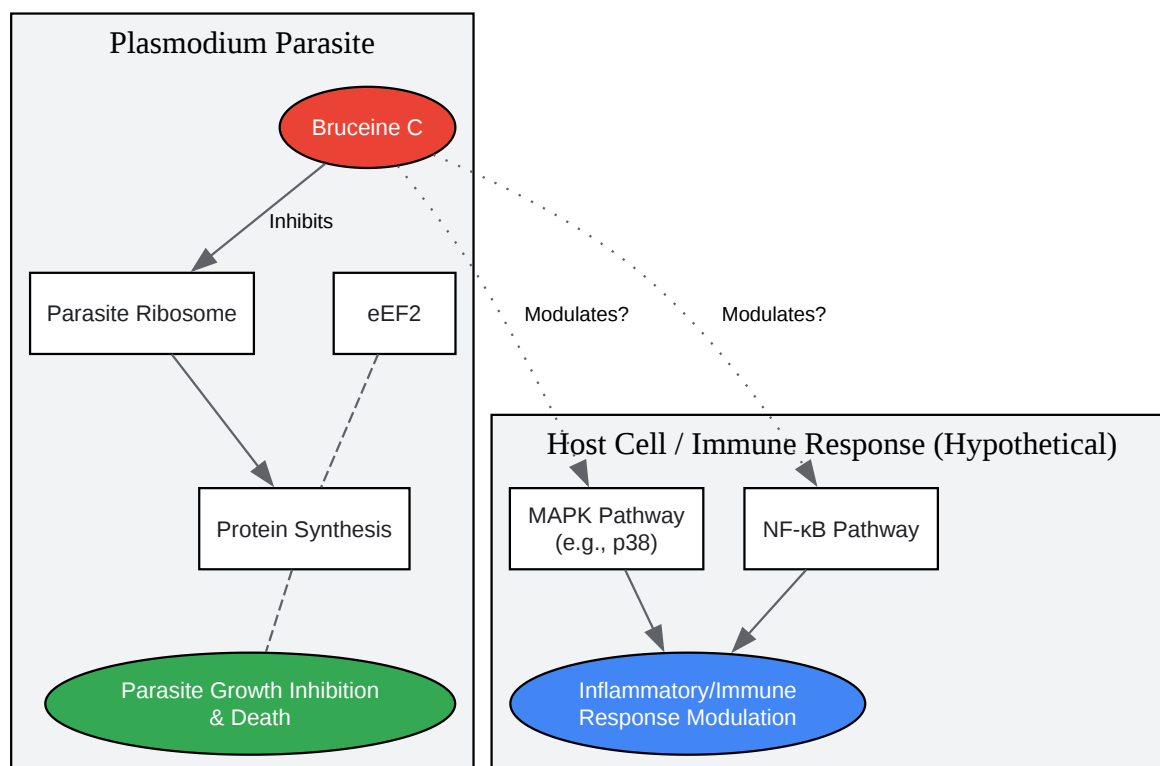 Plasmodium Parasite
Bruceine C
Inhibits
Parasite Ribosome
eEF2
Modulates?
Modulates?
Host Cell / Immune Response (Hypothetical)
Protein Synthesis
MAPK Pathway
(e.g., p38)
NF-κB Pathway
Parasite Growth Inhibition
& Death
Inflammatory/Immune
Response Modulation